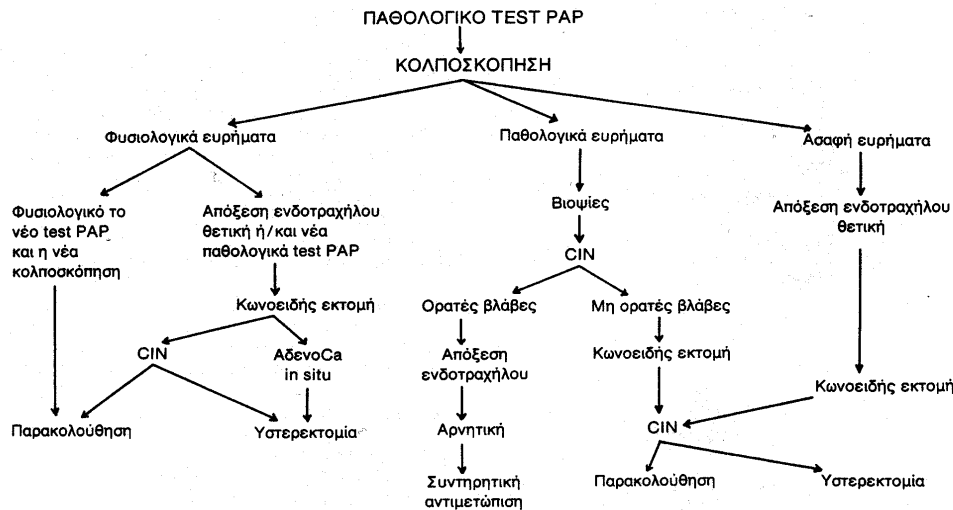 ΠΑΘΟΛΟΓΙΚΟ TEST PAP
ΚΟΛΠΟΣΚΟΠΗΣΗ
Φυσιολογικά ευρήματα
Παθολογικά ευρήματα
Ασαφή ευρήματα
Φυσιολογικό το
νέο test PAP
και η νέα
κολποσκόπηση
Απόξεση ενδοτραχήλου
θετική ή/και νέα
παθολογικά test PAP
Βιοψίες
Απόξεση ενδοτραχήλου
θετική
CIN
Κωνοειδής εκτομή
Ορατές βλάβες
Μη ορατές βλάβες
CIN
ΑδενοCa
in situ
Απόξεση
ενδοτραχήλου
Κωνοειδής εκτομή
Κωνοειδής εκτομή
Παρακολούθηση
Υστερεκτομία
Αρνητική
CIN
Συντηρητική
αντιμετώπιση
Παρακολούθηση
Υστερεκτομία